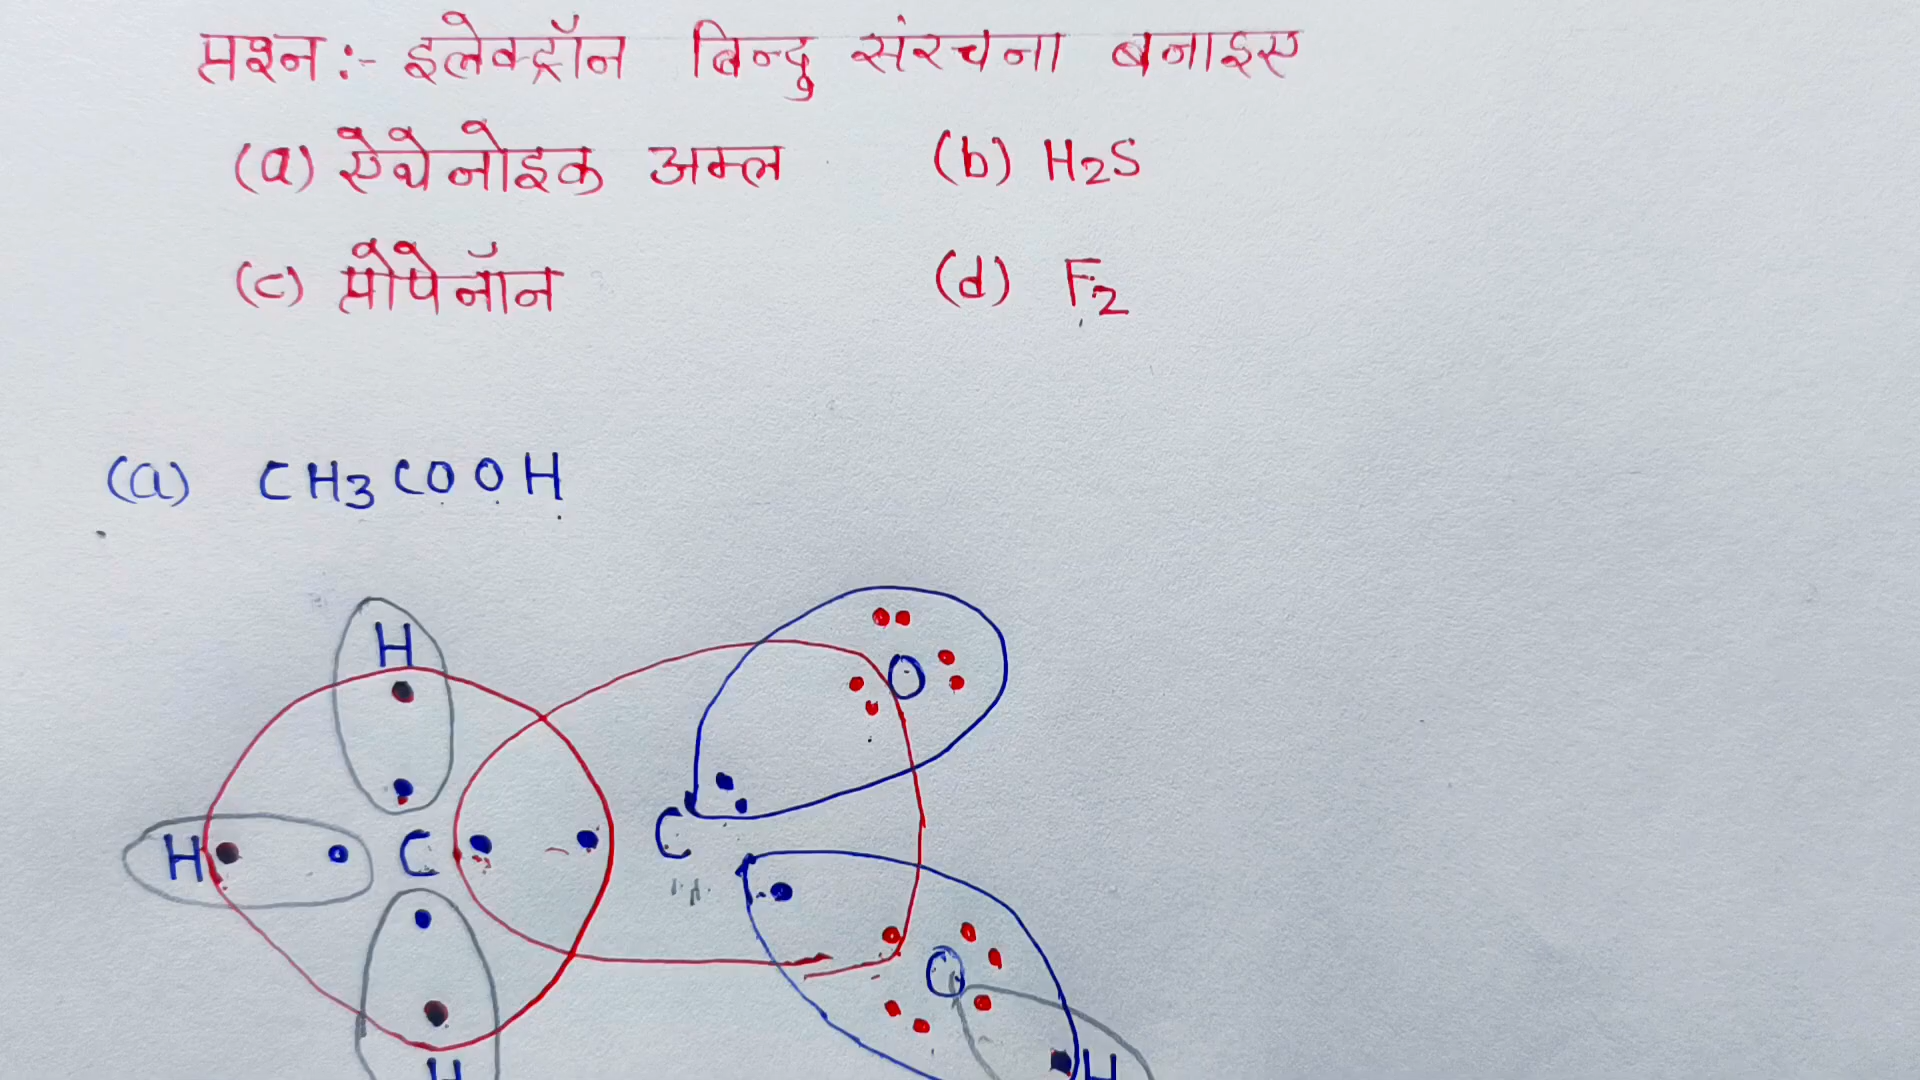 प्रश्न :- इलेक्ट्रॉन बिन्दु संरचना बनाइए
(a) ऐथेनोइक अम्ल (b) H2S
(c) प्रोपेनॉन (d) F2
(a) CH3COOH
H
O
H C C
O
H H